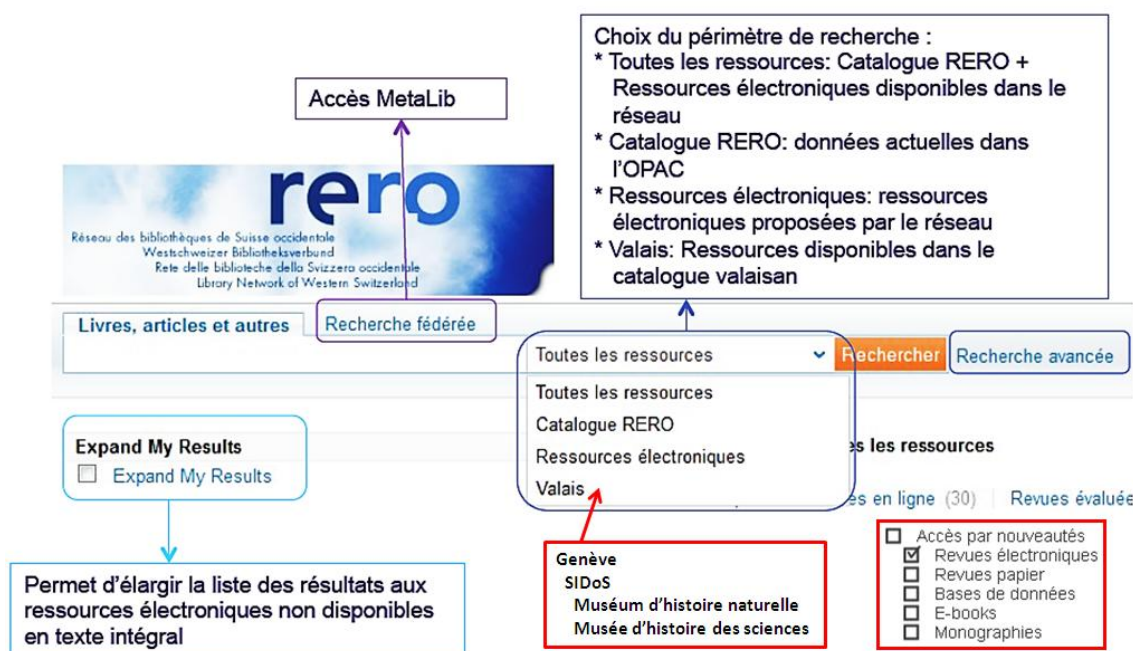 Choix du périmètre de recherche :
* Toutes les ressources: Catalogue RERO +
Ressources électroniques disponibles dans le
réseau
* Catalogue RERO: données actuelles dans
l'OPAC
* Ressources électroniques: ressources
électroniques proposées par le réseau
* Valais: Ressources disponibles dans le
catalogue valaisan
Accès MetaLib
rero
Réseau des bibliothèques de Suisse occidentale
Westschweizer Bibliotheksverbund
Rete delle biblioteche della Svizzera occidentale
Library Network of Western Switzerland
Livres, articles et autres Recherche fédérée
Toutes les ressources Rechercher Recherche avancée
Toutes les ressources
Catalogue RERO
Ressources électroniques
Valais
Expand My Results
Expand My Results
es les ressources
es en ligne (30) Revues évaluée
Permet d'élargir la liste des résultats aux
ressources électroniques non disponibles
en texte intégral
Genève
SIDoS
Muséum d'histoire naturelle
Musée d'histoire des sciences
Accès par nouveautés
Revues électroniques
Revues papier
Bases de données
E-books
Monographies